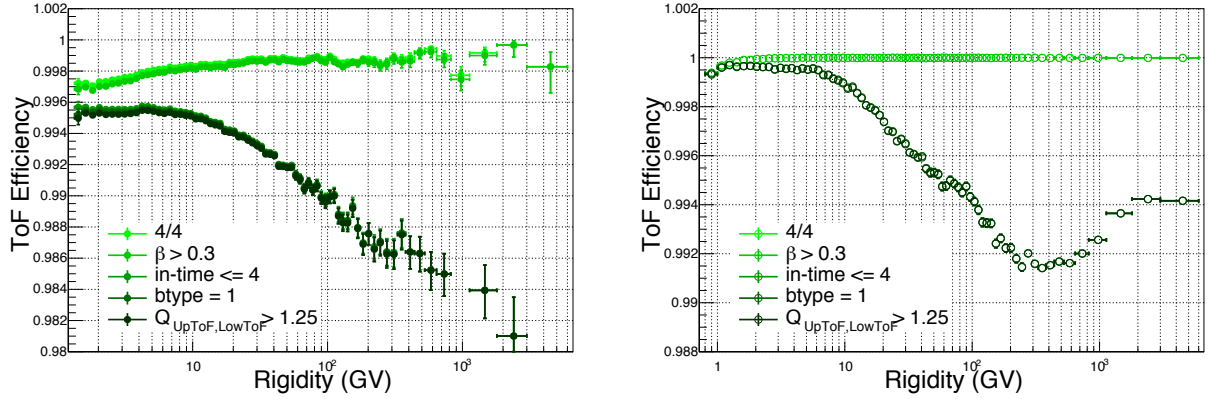 1.002
1
0.998
0.996
0.994
0.992
0.99
0.988
0.986
0.984
0.982
0.98
ToF Efficiency
4/4
β > 0.3
in-time <= 4
btype = 1
Q_UpToF,LowToF > 1.25
10
10²
10³
Rigidity (GV)
1.002
1
0.998
0.996
0.994
0.992
0.99
0.988
ToF Efficiency
4/4
β > 0.3
in-time <= 4
btype = 1
Q_UpToF,LowToF > 1.25
1
10
10²
10³
Rigidity (GV)